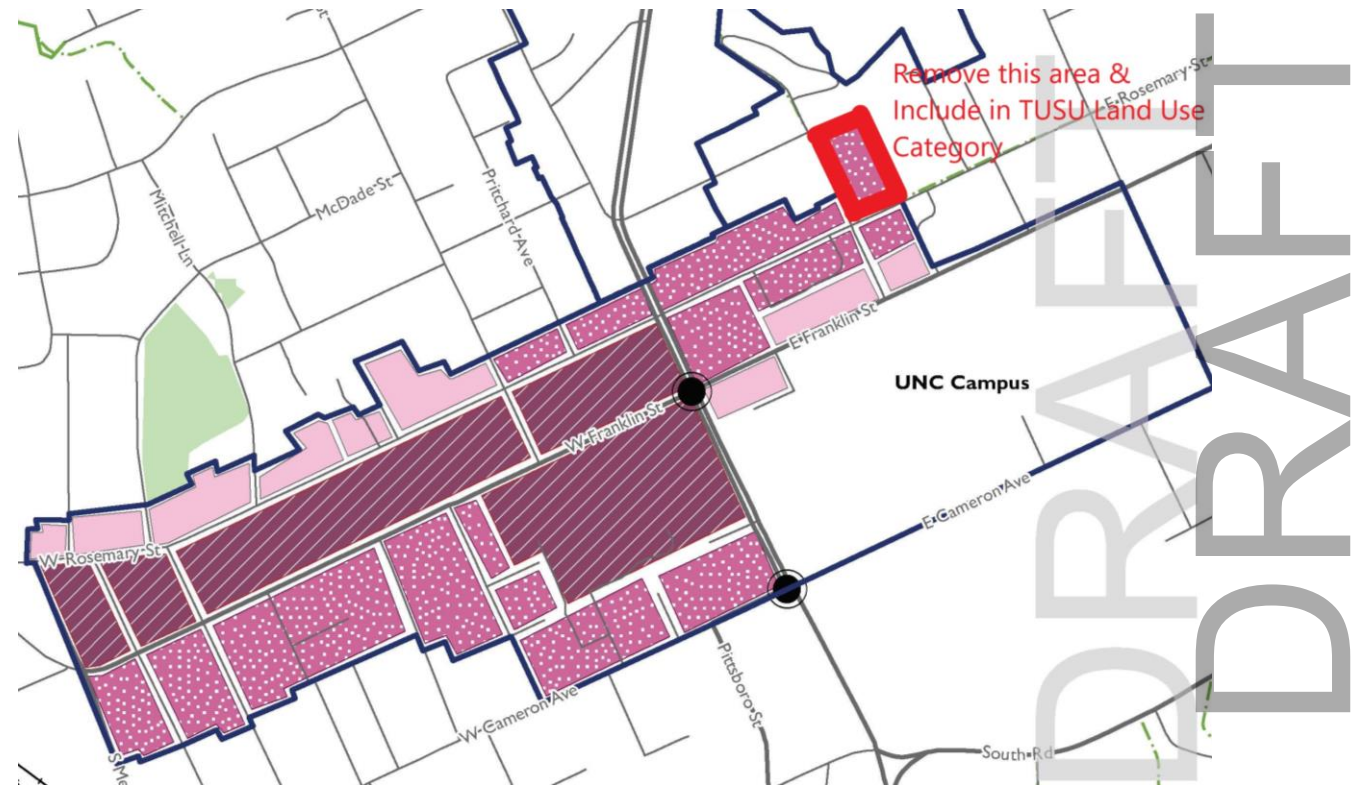 Remove this area &
Include in TUSU Land Use
Category
E-Rosemary-St
McDade-St
Mitchell-Ln
Pritchard-Ave
E-Franklin-St
UNC Campus
W-Franklin-St
E-Cameron-Ave
W-Rosemary-St
W-Cameron-Ave
Pittsboro-St
South-Rd
S-Me
DRAFT
DRAFT